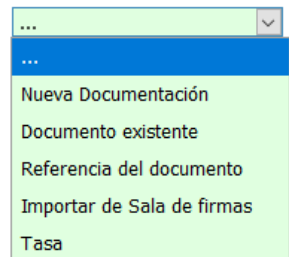 ...
...
Nueva Documentación
Documento existente
Referencia del documento
Importar de Sala de firmas
Tasa